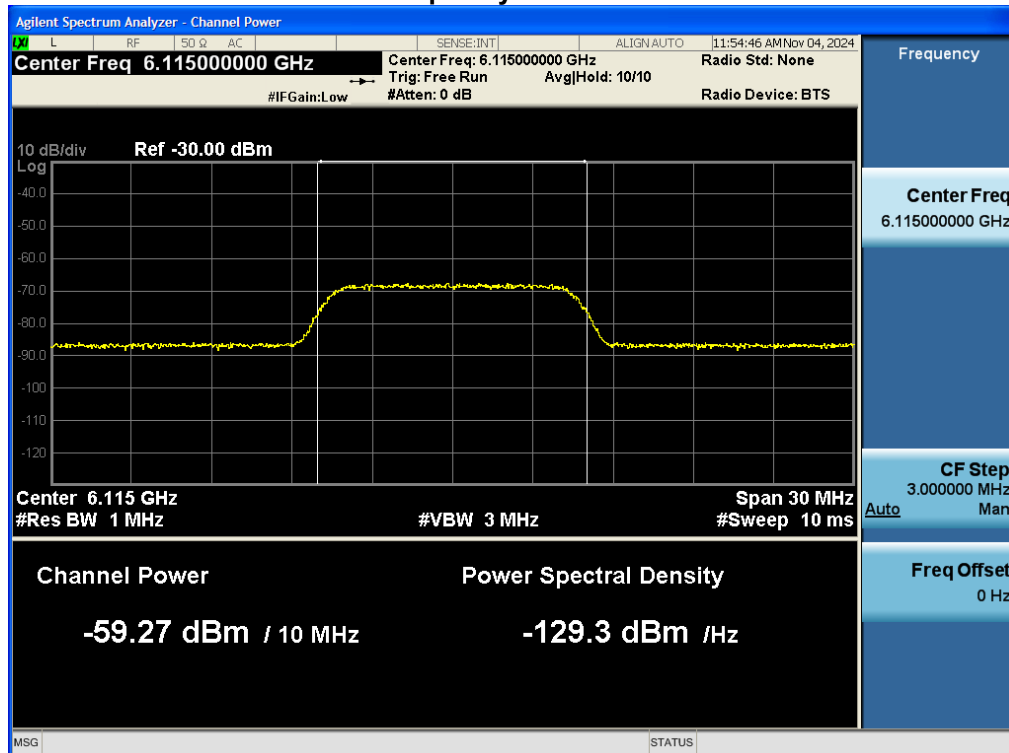 Agilent Spectrum Analyzer - Channel Power
LXI L RF 50 Ω AC SENSE:INT ALIGN AUTO 11:54:46 AM Nov 04, 2024
Center Freq 6.115000000 GHz
Center Freq: 6.115000000 GHz
Radio Std: None
Trig: Free Run Avg|Hold: 10/10
#IFGain:Low
#Atten: 0 dB
Radio Device: BTS
Frequency
10 dB/div Ref -30.00 dBm
Log
-40.0
-50.0
-60.0
-70.0
-80.0
-90.0
-100
-110
-120
Center 6.115 GHz
Span 30 MHz
#Res BW 1 MHz
#VBW 3 MHz
#Sweep 10 ms
Center Freq
6.115000000 GHz
CF Step
3.000000 MHz
Auto Man
Freq Offset
0 Hz
Channel Power
Power Spectral Density
-59.27 dBm / 10 MHz
-129.3 dBm /Hz
MSG
STATUS